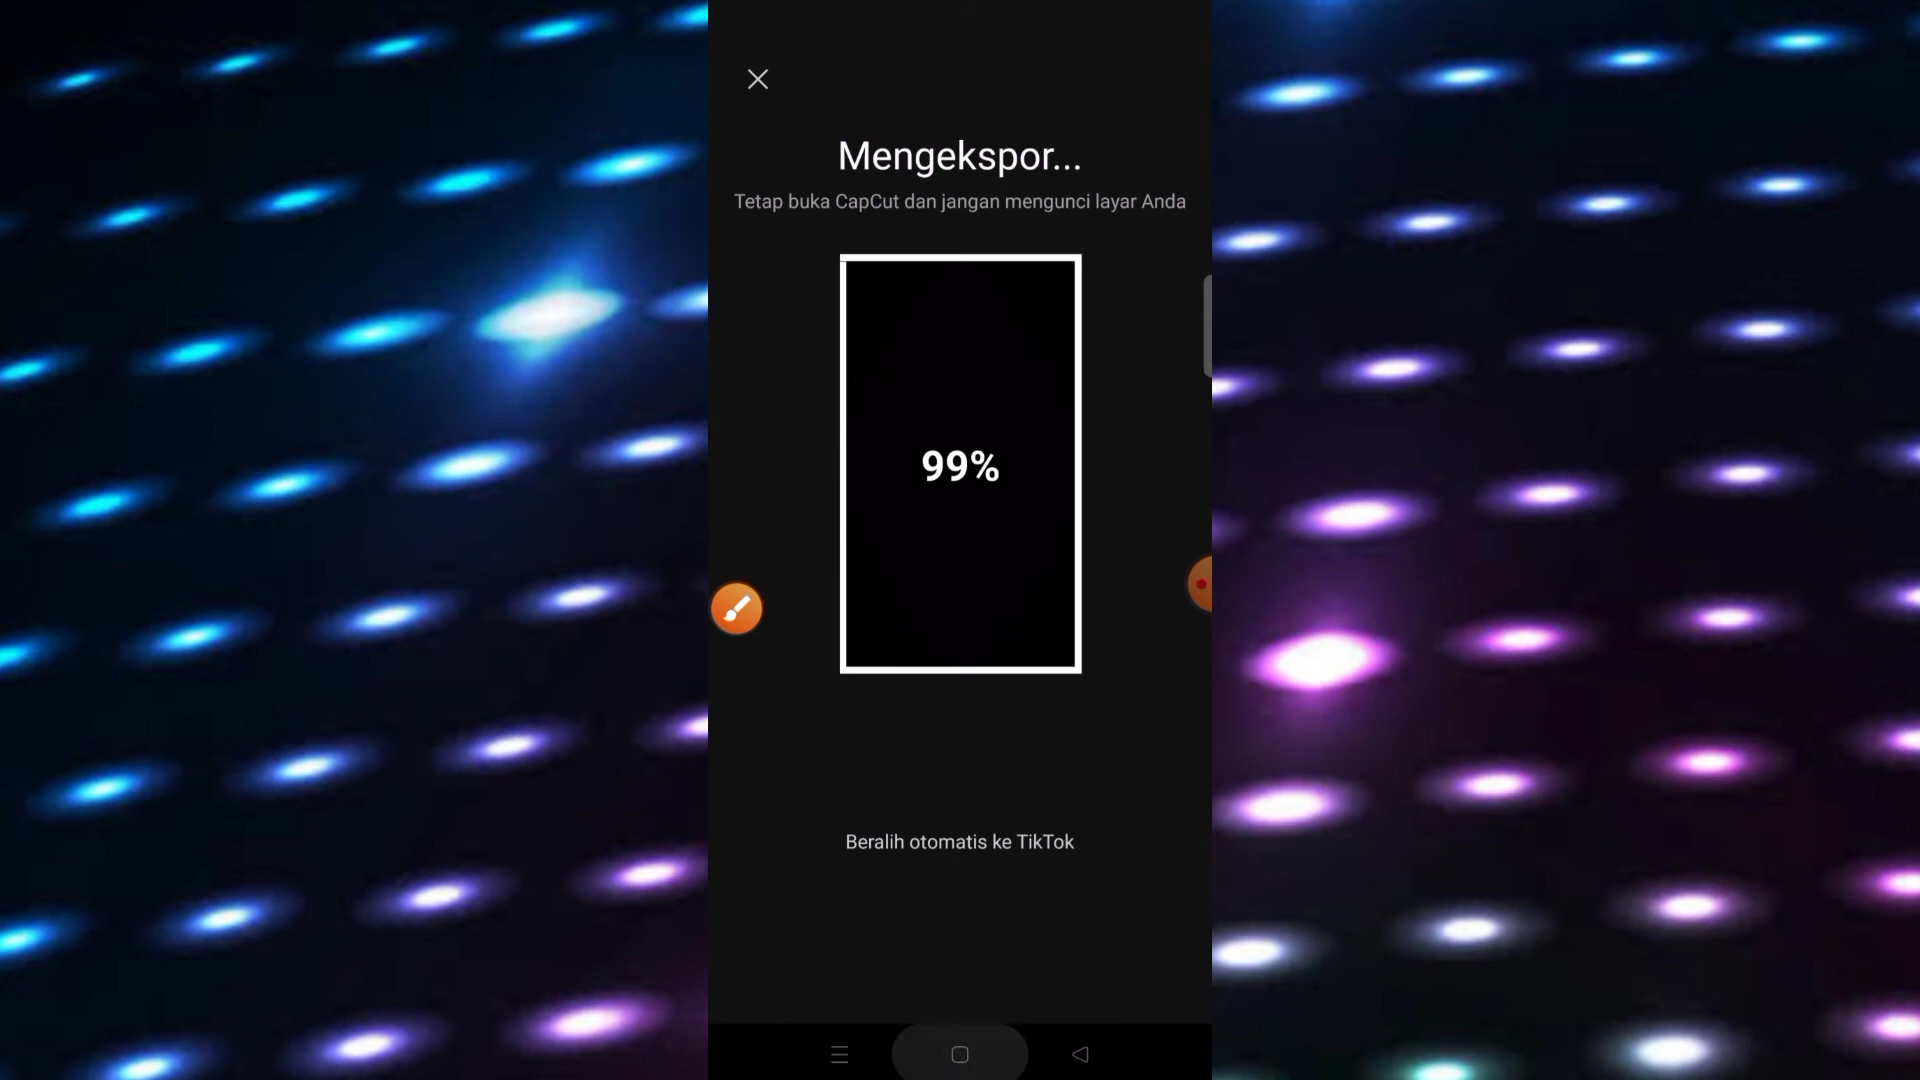 Mengekspor...
Tetap buka CapCut dan jangan mengunci layar Anda
99%
Beralih otomatis ke TikTok